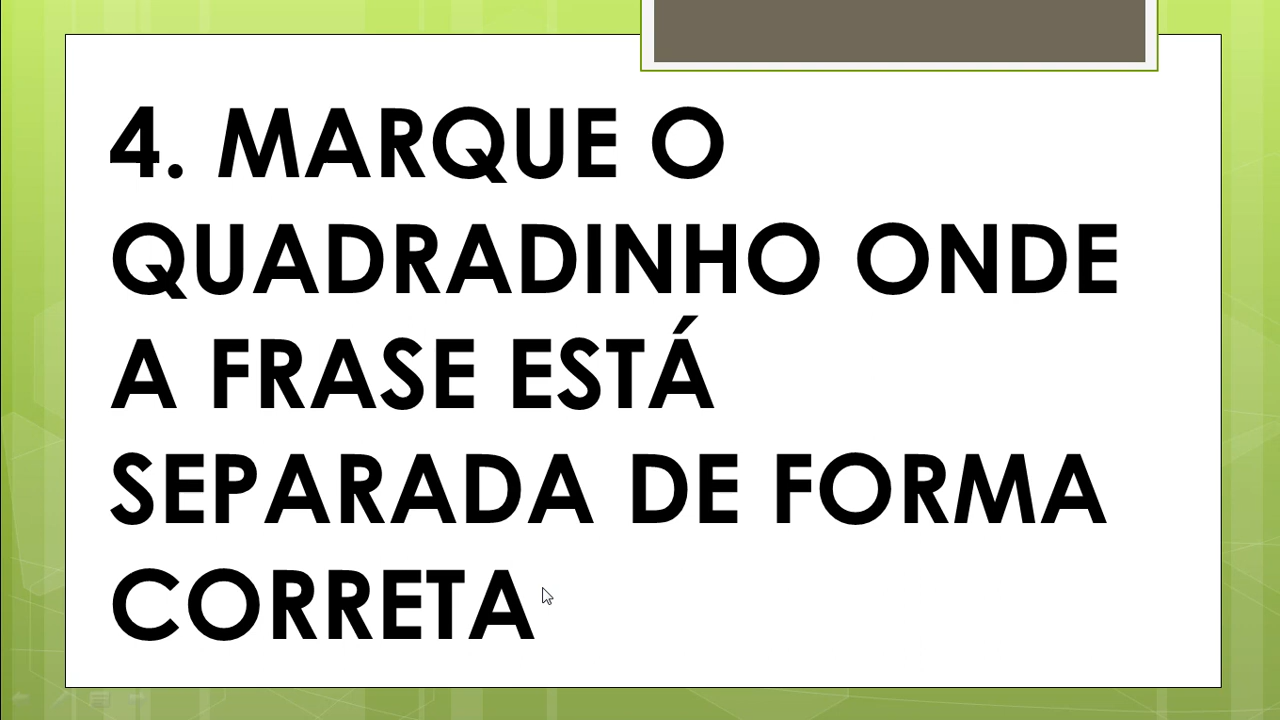 4. MARQUE O
QUADRADINHO ONDE
A FRASE ESTÁ
SEPARADA DE FORMA
CORRETA